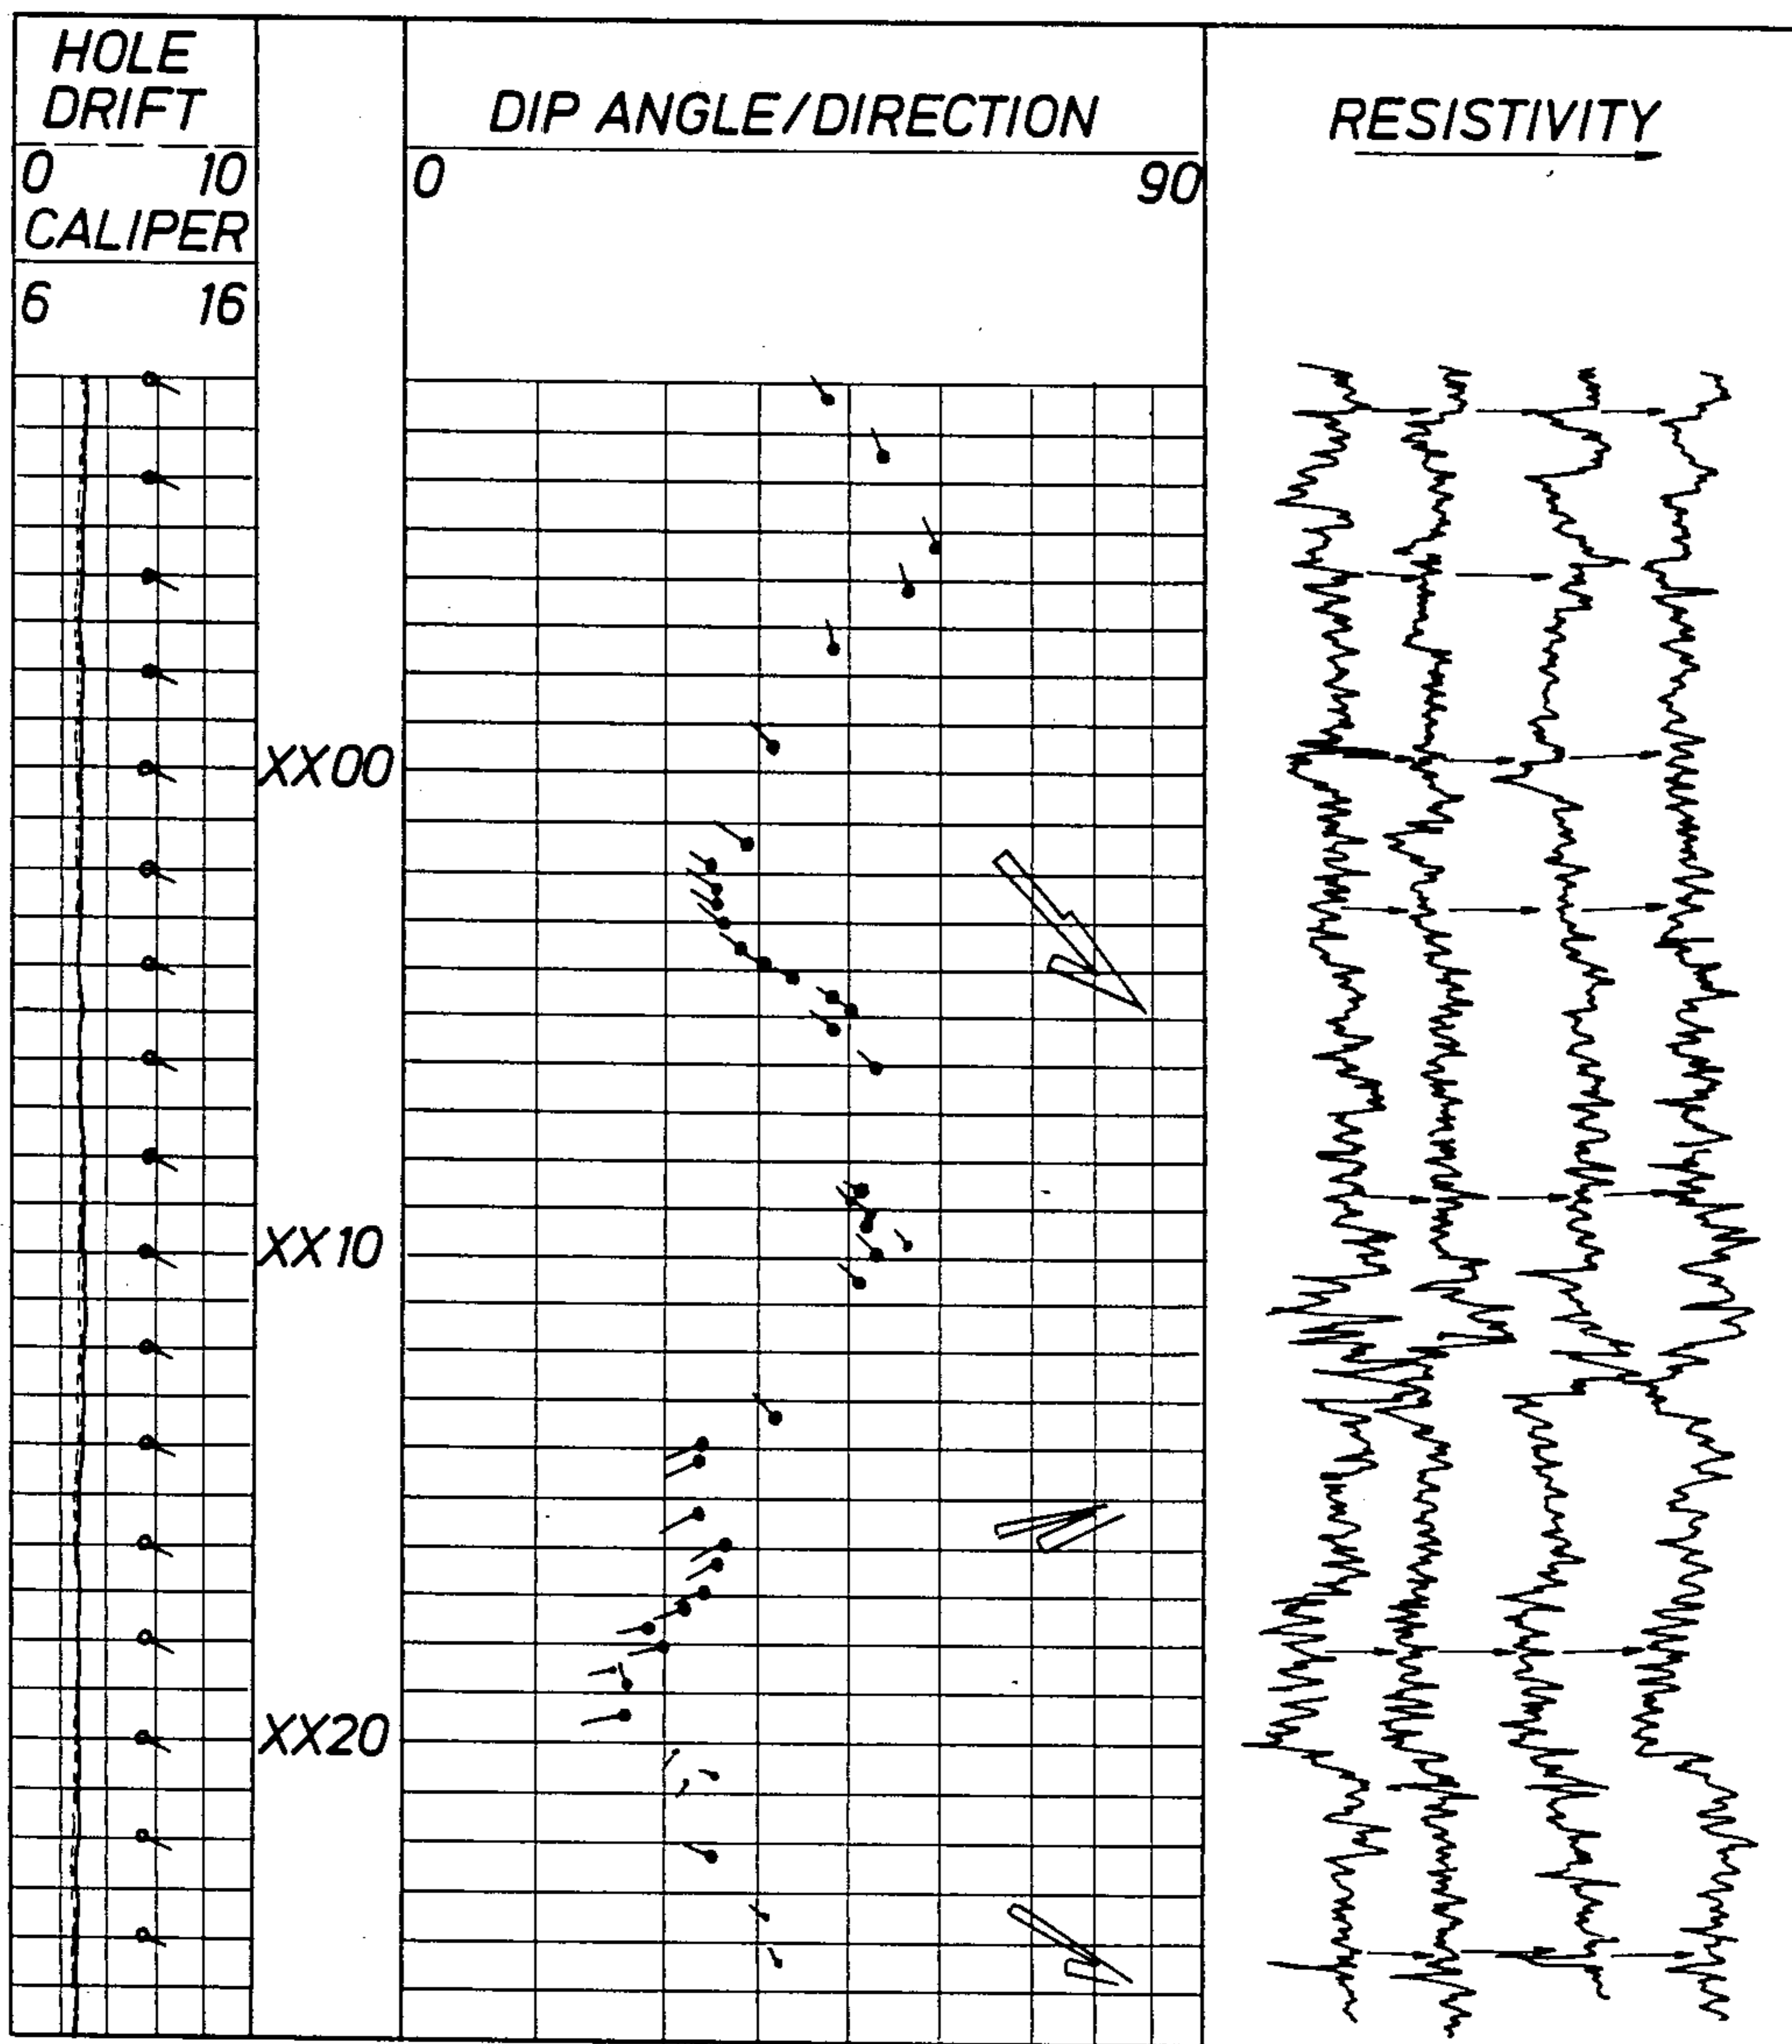 HOLE
DRIFT
0 10
CALIPER
6 16
DIP ANGLE/DIRECTION
0 90
RESISTIVITY
XX00
XX10
XX20